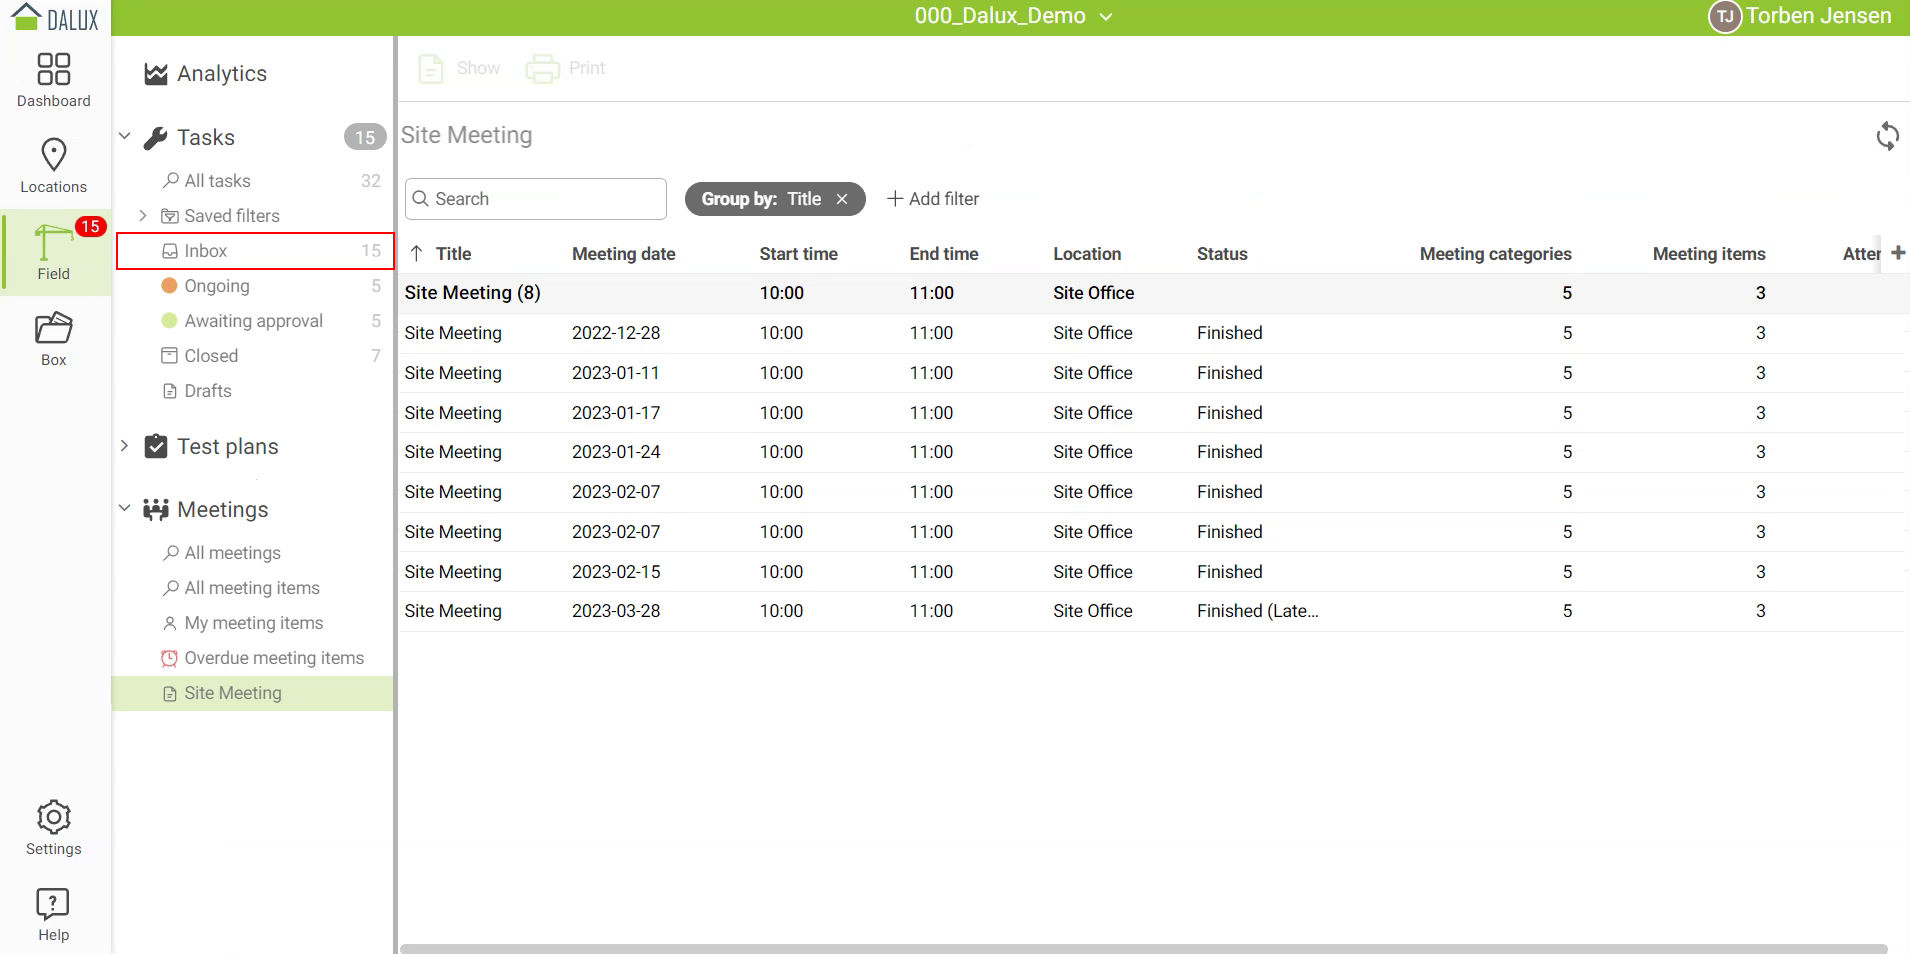 DALUX
000_Dalux_Demo
TJ Torben Jensen
Dashboard
Locations
15
Field
Box
Settings
?
Help
Analytics
Tasks 15
All tasks 32
Saved filters
Inbox 15
Ongoing 5
Awaiting approval 5
Closed 7
Drafts
Test plans
Meetings
All meetings
All meeting items
My meeting items
Overdue meeting items
Site Meeting
Show Print
Site Meeting
Search Group by: Title × + Add filter
Title Meeting date Start time End time Location Status Meeting categories Meeting items Atter +
Site Meeting (8) 10:00 11:00 Site Office 5 3
Site Meeting 2022-12-28 10:00 11:00 Site Office Finished 5 3
Site Meeting 2023-01-11 10:00 11:00 Site Office Finished 5 3
Site Meeting 2023-01-17 10:00 11:00 Site Office Finished 5 3
Site Meeting 2023-01-24 10:00 11:00 Site Office Finished 5 3
Site Meeting 2023-02-07 10:00 11:00 Site Office Finished 5 3
Site Meeting 2023-02-07 10:00 11:00 Site Office Finished 5 3
Site Meeting 2023-02-15 10:00 11:00 Site Office Finished 5 3
Site Meeting 2023-03-28 10:00 11:00 Site Office Finished (Late... 5 3